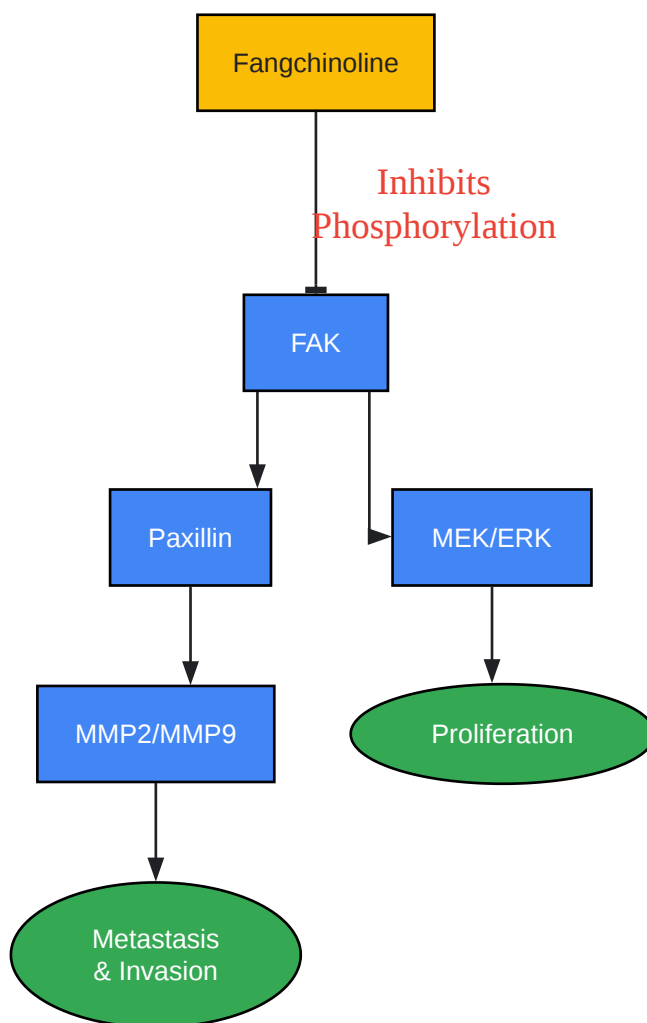 Fangchinoline
Inhibits
Phosphorylation
FAK
Paxillin
MEK/ERK
MMP2/MMP9
Proliferation
Metastasis
& Invasion